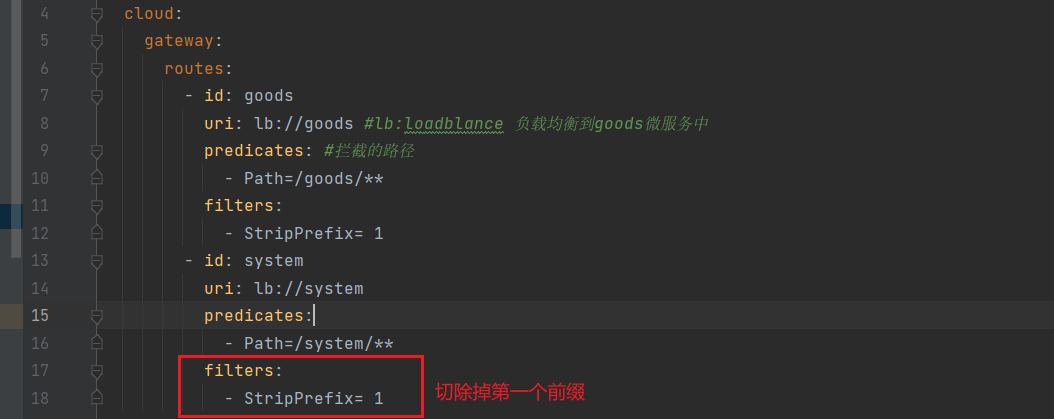 4 cloud:
5 gateway:
6 routes:
7 - id: goods
8 uri: lb://goods #lb:loadblance 负载均衡到goods微服务中
9 predicates: #拦截的路径
10 - Path=/goods/**
11 filters:
12 - StripPrefix= 1
13 - id: system
14 uri: lb://system
15 predicates:
16 - Path=/system/**
17 filters:
18 - StripPrefix= 1 切除掉第一个前缀